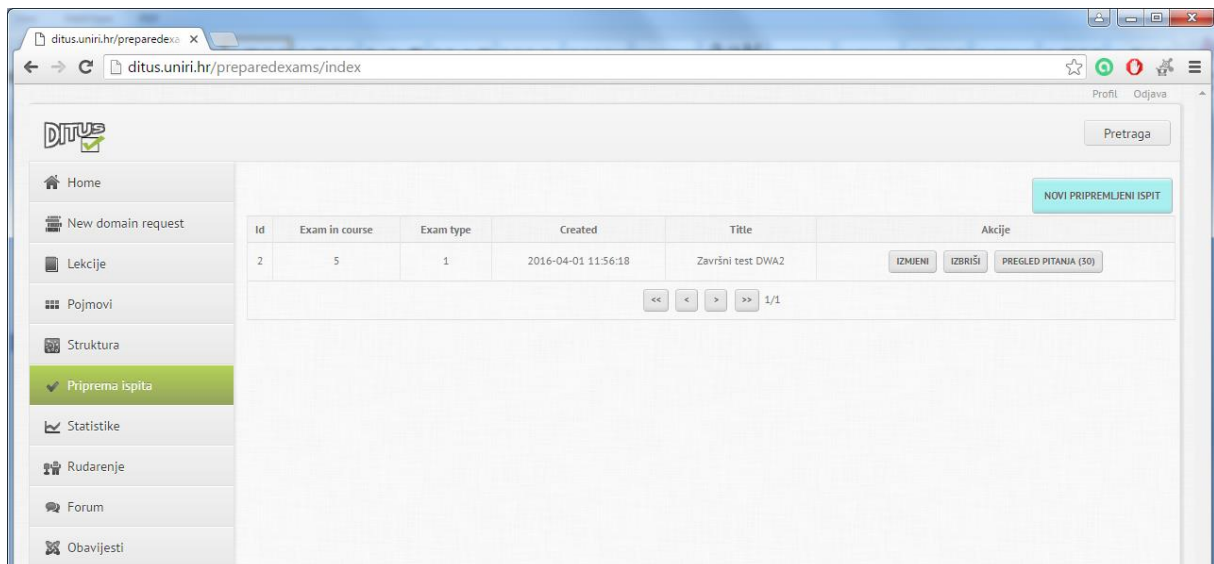 ditus.uniri.hr/preparedexa
ditus.uniri.hr/preparedexams/index
Profil Odjava
DITUS
Pretraga
Home
New domain request
Lekcije
Pojmovi
Struktura
Priprema ispita
Statistike
Rudarenje
Forum
Obavijesti
NOVI PRIPREMLJENI ISPIT
Id Exam in course Exam type Created Title Akcije
2 5 1 2016-04-01 11:56:18 Završni test DWA2 IZMJENI IZBRIŠI PREGLED PITANJA (30)
<< < > >> 1/1